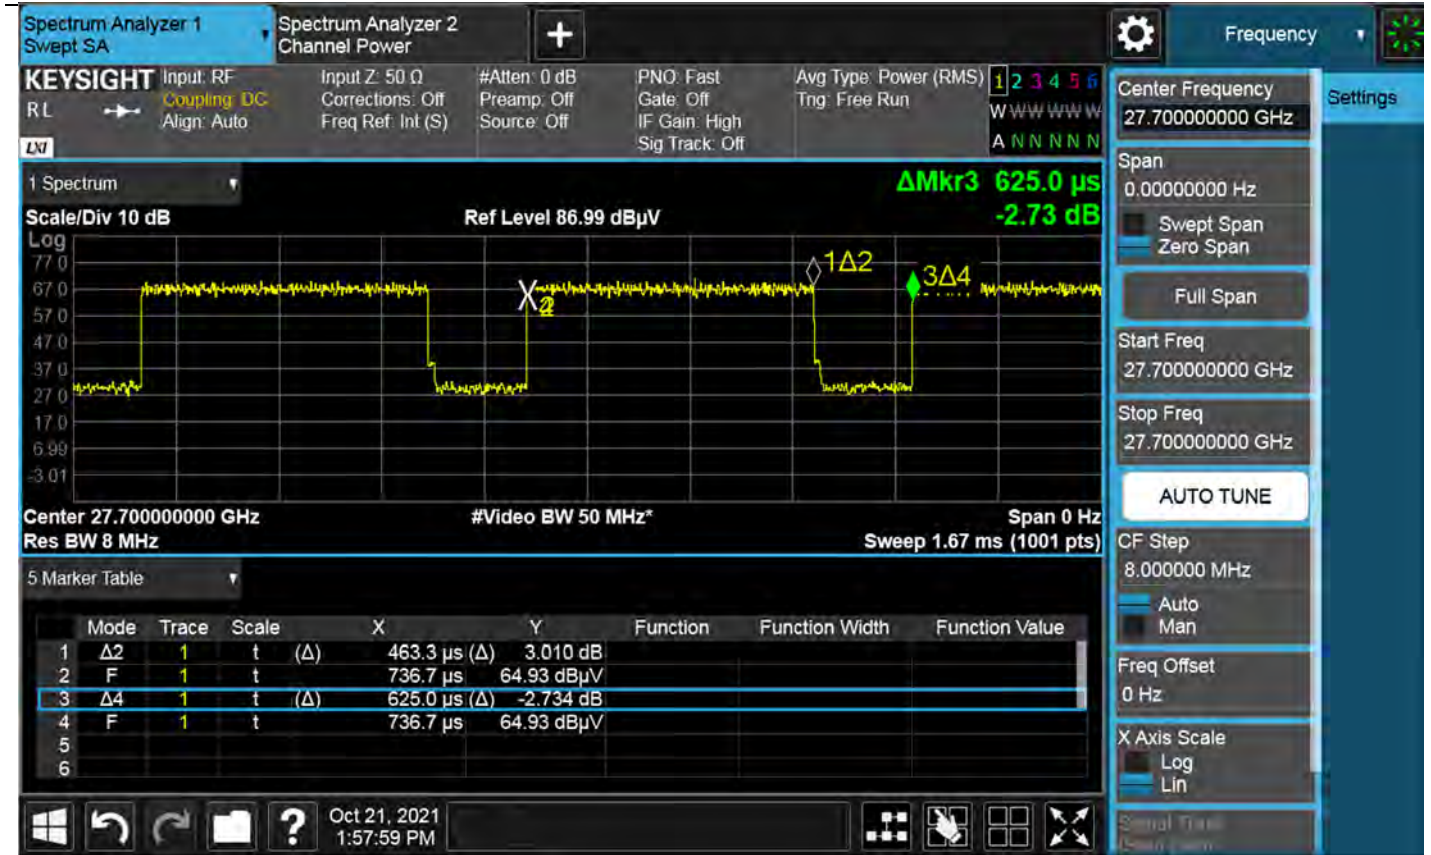 Spectrum Analyzer 1
Swept SA
Spectrum Analyzer 2
Channel Power
Frequency
KEYSIGHT
RL
LXI
Input: RF
Coupling: DC
Align: Auto
Input Z: 50 Ω
Corrections: Off
Freq Ref: Int (S)
#Atten: 0 dB
Preamp: Off
Source: Off
PNO: Fast
Gate: Off
IF Gain: High
Sig Track: Off
Avg Type: Power (RMS)
Trig: Free Run
1 2 3 4 5 6
W W W W W W
A N N N N N
1 Spectrum
ΔMkr3 625.0 µs
-2.73 dB
Scale/Div 10 dB
Ref Level 86.99 dBµV
Log
77.0
67.0
57.0
47.0
37.0
27.0
17.0
6.99
-3.01
1Δ2
3Δ4
X2
Center 27.700000000 GHz
#Video BW 50 MHz*
Span 0 Hz
Res BW 8 MHz
Sweep 1.67 ms (1001 pts)
5 Marker Table
Mode Trace Scale X Y Function Function Width Function Value
1 Δ2 1 t (Δ) 463.3 µs (Δ) 3.010 dB
2 F 1 t 736.7 µs 64.93 dBµV
3 Δ4 1 t (Δ) 625.0 µs (Δ) -2.734 dB
4 F 1 t 736.7 µs 64.93 dBµV
5
6
?
Oct 21, 2021
1:57:59 PM
Center Frequency
27.700000000 GHz
Settings
Span
0.00000000 Hz
Swept Span
Zero Span
Full Span
Start Freq
27.700000000 GHz
Stop Freq
27.700000000 GHz
AUTO TUNE
CF Step
8.000000 MHz
Auto
Man
Freq Offset
0 Hz
X Axis Scale
Log
Lin
Signal Track